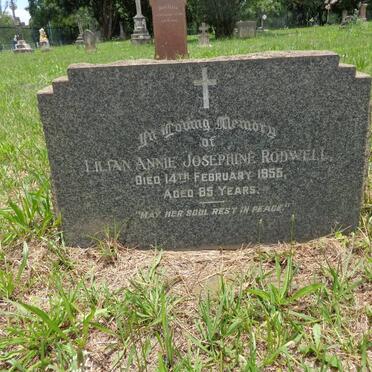 In Loving Memory
of
Lilian Annie Josephine Rodwell,
Died 14th February 1955,
Aged 85 Years.
"May her soul rest in peace"